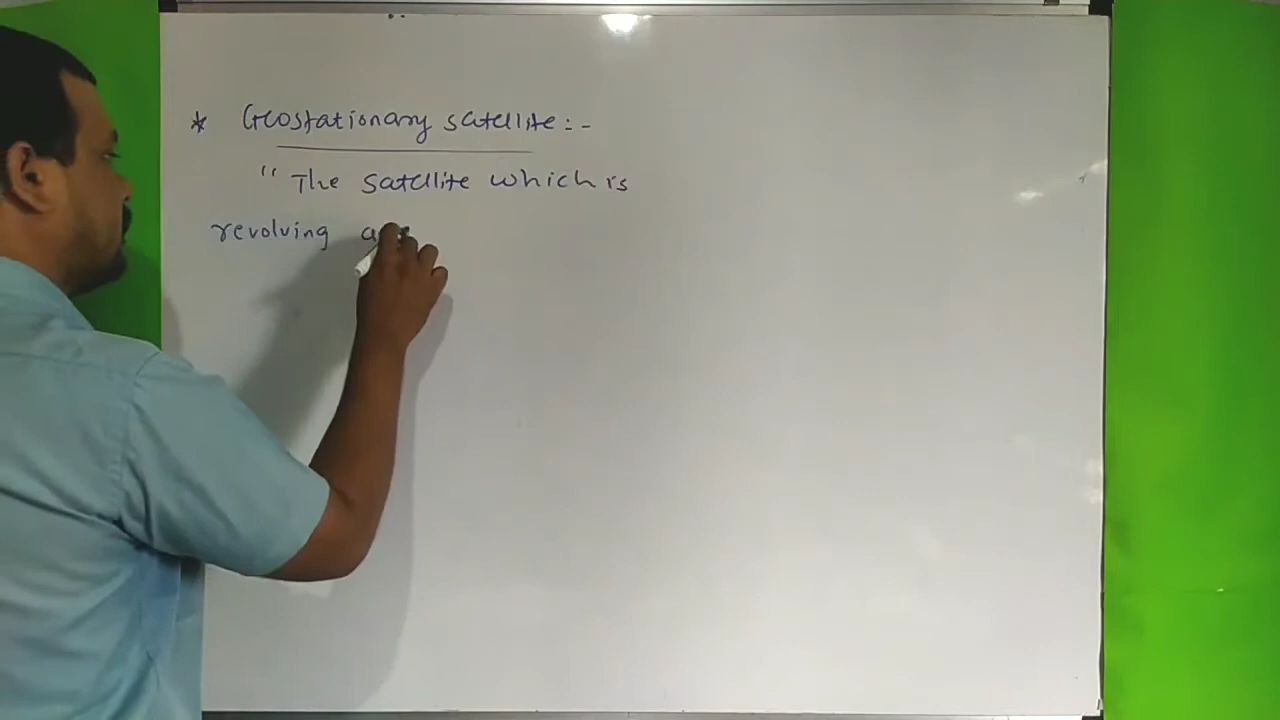 * Geostationary satellite:-
" The satellite which is
revolving